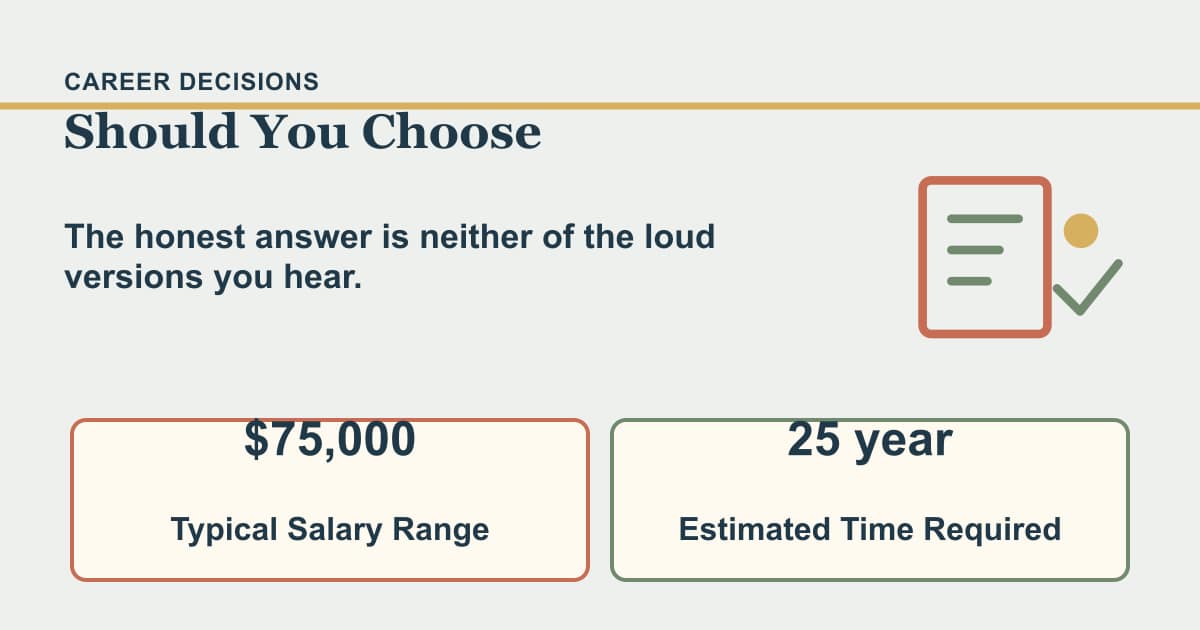 CAREER DECISIONS
Should You Choose
The honest answer is neither of the loud
versions you hear.
$75,000
Typical Salary Range
25 year
Estimated Time Required